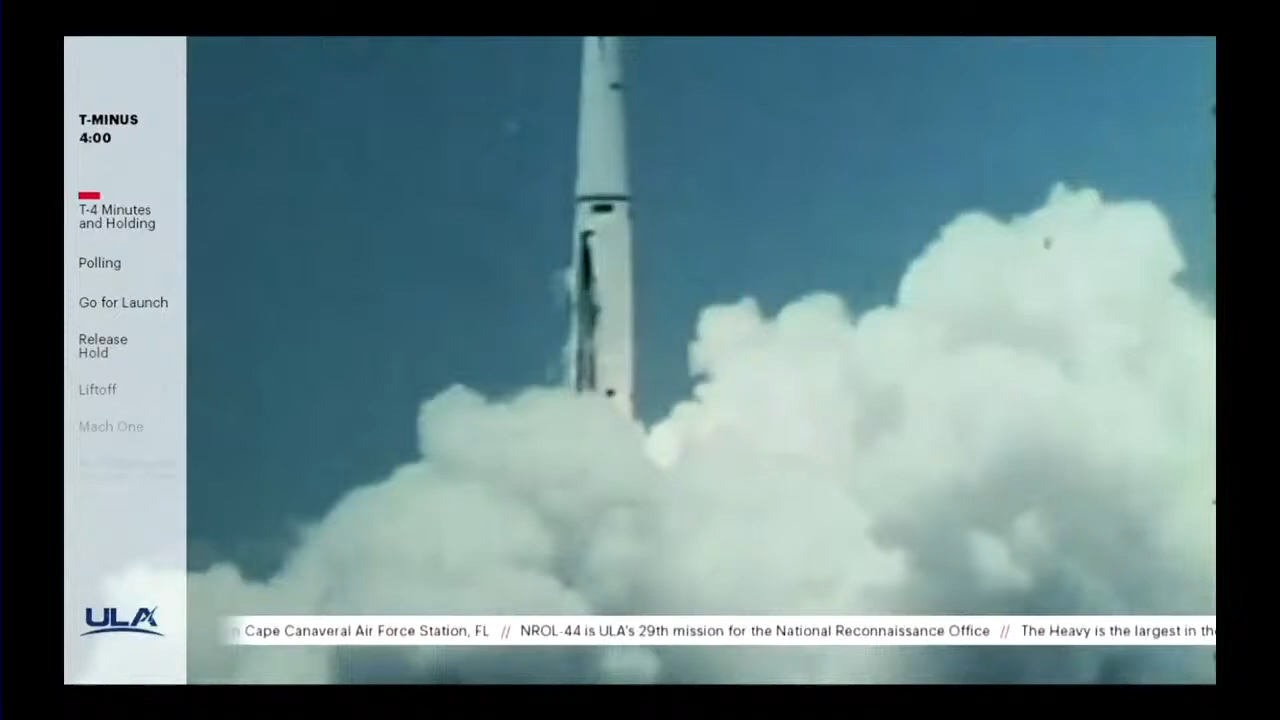 T-MINUS
4:00
T-4 Minutes
and Holding
Polling
Go for Launch
Release
Hold
Liftoff
Mach One
ULA
Cape Canaveral Air Force Station, FL // NROL-44 is ULA's 29th mission for the National Reconnaissance Office // The Heavy is the largest in the